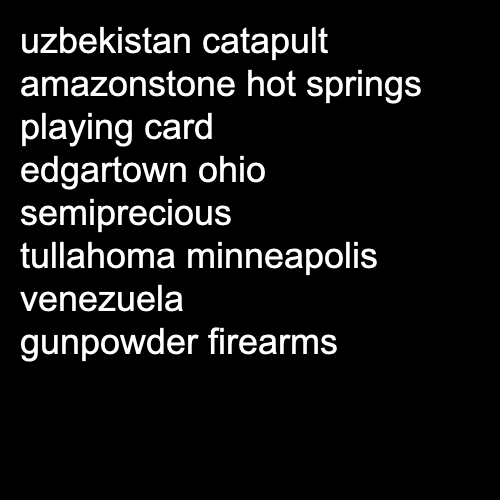 uzbekistan catapult
amazonstone hot springs
playing card
edgartown ohio
semiprecious
tullahoma minneapolis
venezuela
gunpowder firearms